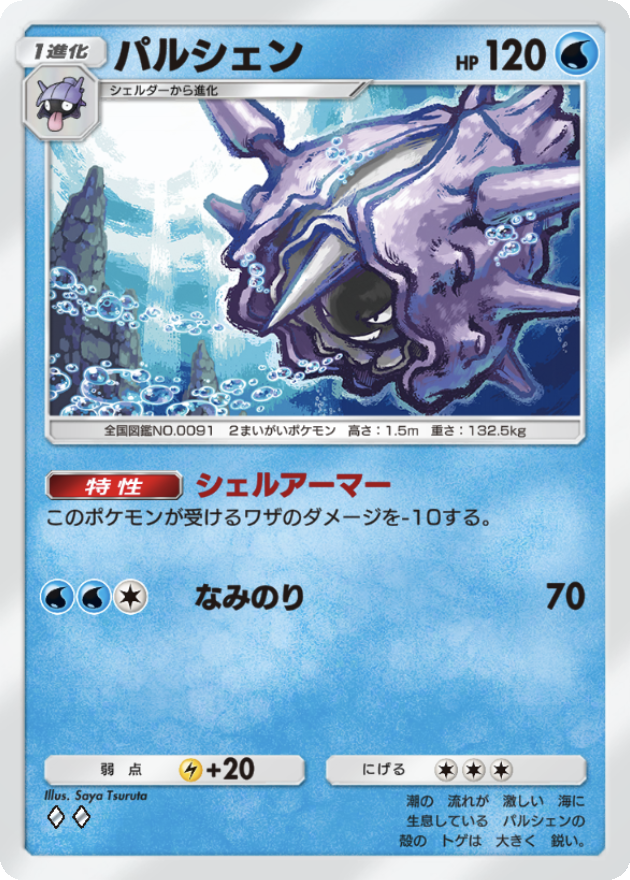 1進化 パルシェン HP 120
シェルダーから進化
全国図鑑NO.0091 2まいがいポケモン 高さ:1.5m 重さ:132.5kg
特性 シェルアーマー
このポケモンが受けるワザのダメージを-10する。
なみのり 70
弱点 +20 にげる
Illus. Saya Tsuruta
潮の 流れが 激しい 海に
生息している パルシェンの
殻の トゲは 大きく 鋭い。